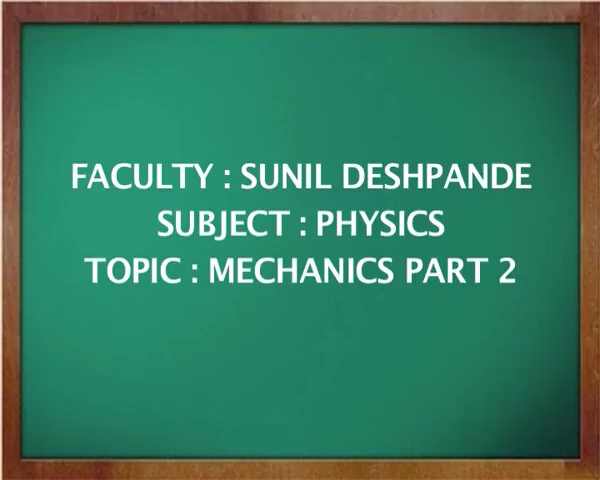 FACULTY : SUNIL DESHPANDE
SUBJECT : PHYSICS
TOPIC : MECHANICS PART 2